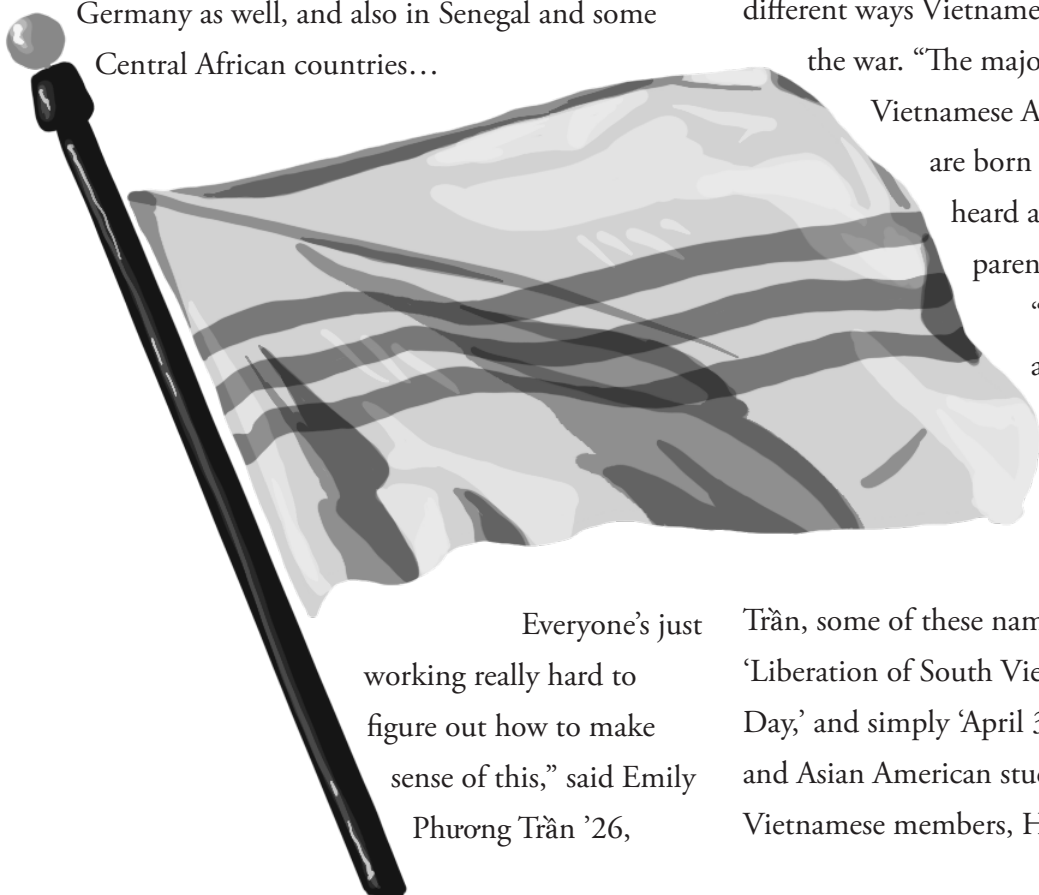 Germany as well, and also in Senegal and some
Central African countries…
Everyone’s just
working really hard to
figure out how to make
sense of this,” said Emily
Phương Trần ’26,
different ways Vietname
the war. “The majo
Vietnamese A
are born
heard a
paren
“
a
Trần, some of these nam
‘Liberation of South Vie
Day,’ and simply ‘April 3
and Asian American stud
Vietnamese members, H